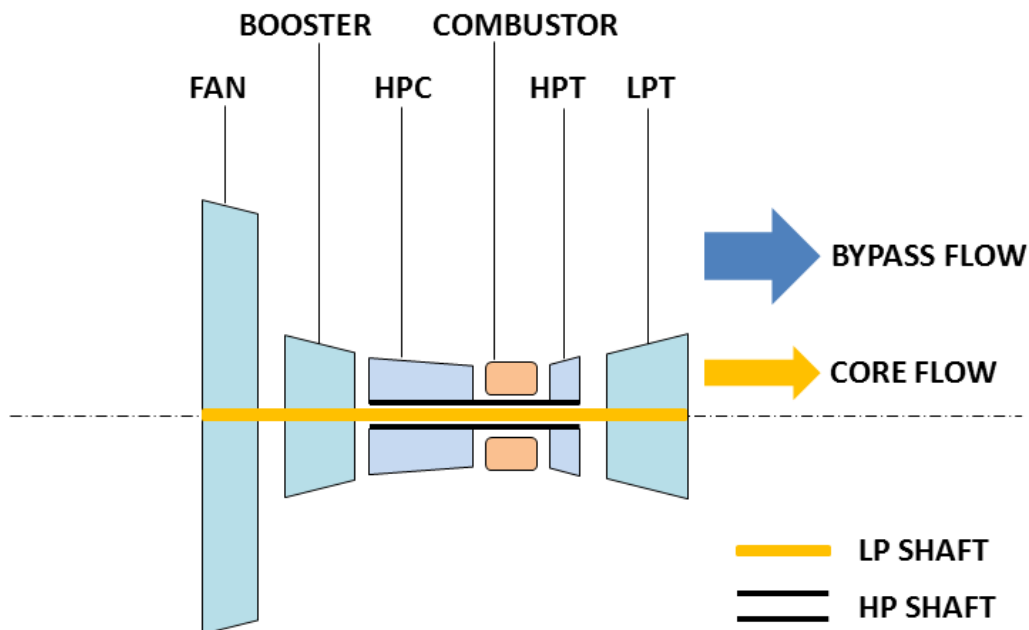 BOOSTER
COMBUSTOR
FAN
HPC
HPT
LPT
BYPASS FLOW
CORE FLOW
LP SHAFT
HP SHAFT